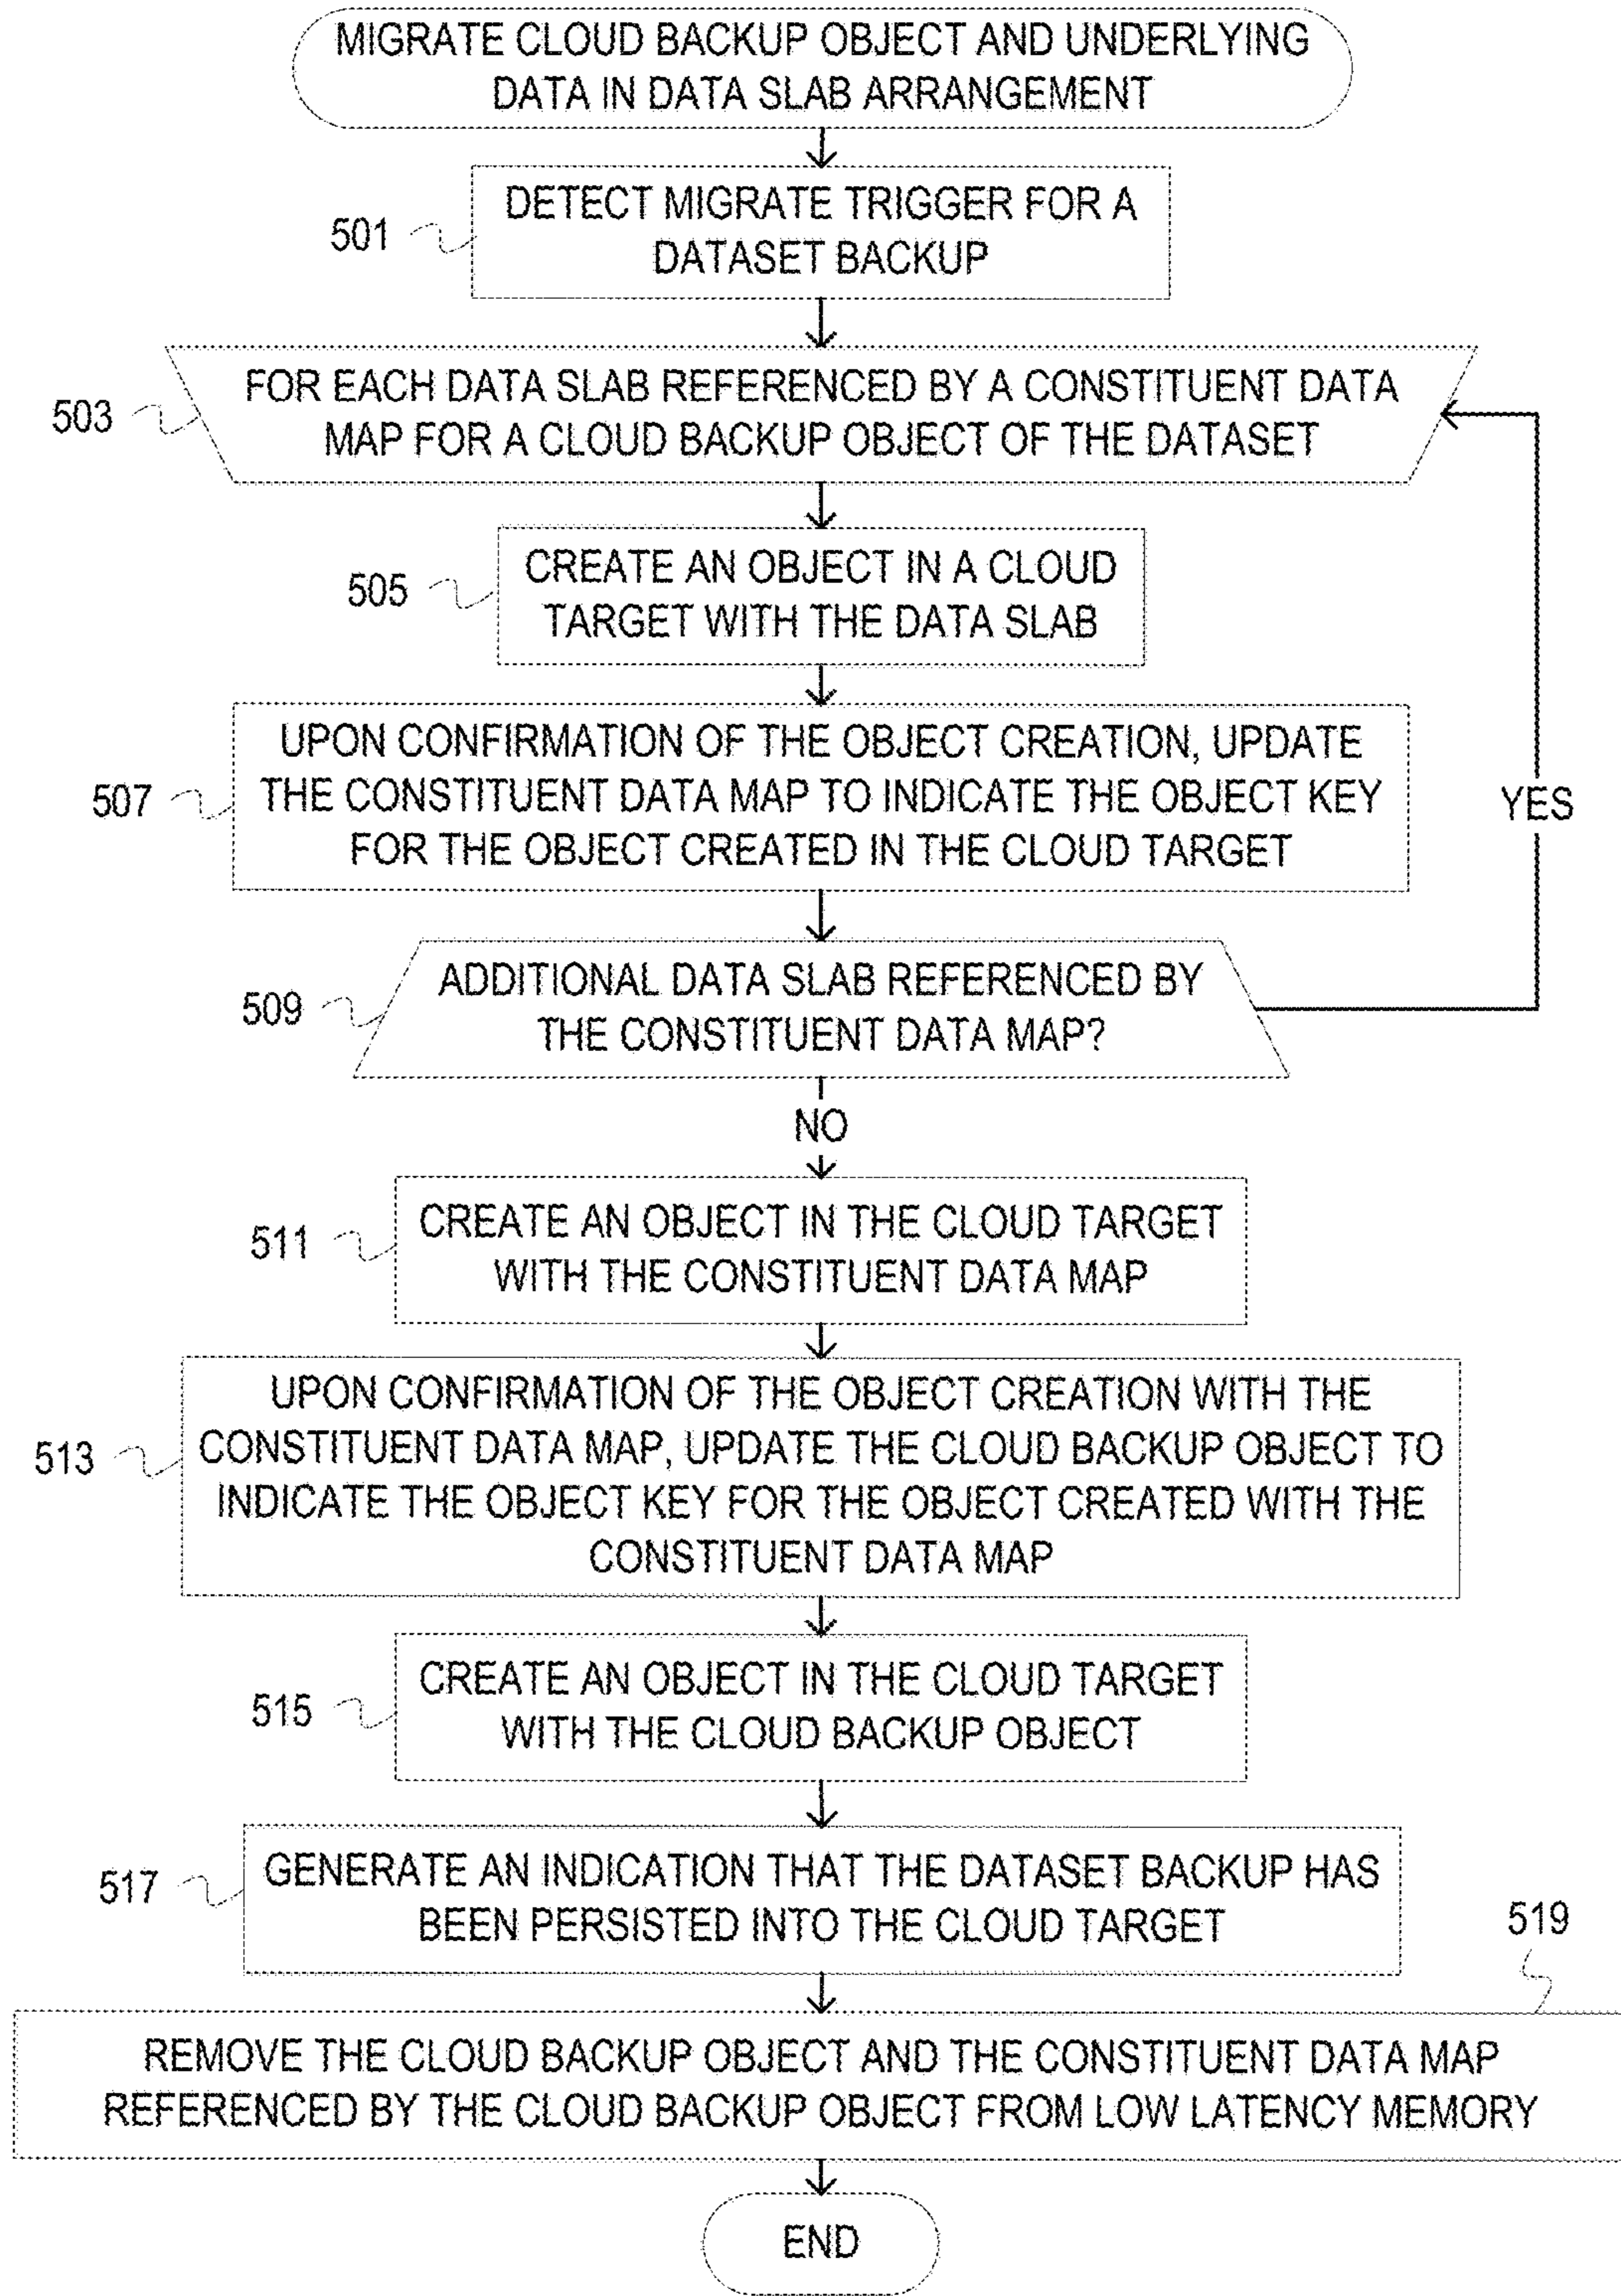 MIGRATE CLOUD BACKUP OBJECT AND UNDERLYING
DATA IN DATA SLAB ARRANGEMENT
501
DETECT MIGRATE TRIGGER FOR A
DATASET BACKUP
503
FOR EACH DATA SLAB REFERENCED BY A CONSTITUENT DATA
MAP FOR A CLOUD BACKUP OBJECT OF THE DATASET
505
CREATE AN OBJECT IN A CLOUD
TARGET WITH THE DATA SLAB
507
UPON CONFIRMATION OF THE OBJECT CREATION, UPDATE
THE CONSTITUENT DATA MAP TO INDICATE THE OBJECT KEY
FOR THE OBJECT CREATED IN THE CLOUD TARGET
YES
509
ADDITIONAL DATA SLAB REFERENCED BY
THE CONSTITUENT DATA MAP?
NO
511
CREATE AN OBJECT IN THE CLOUD TARGET
WITH THE CONSTITUENT DATA MAP
513
UPON CONFIRMATION OF THE OBJECT CREATION WITH THE
CONSTITUENT DATA MAP, UPDATE THE CLOUD BACKUP OBJECT TO
INDICATE THE OBJECT KEY FOR THE OBJECT CREATED WITH THE
CONSTITUENT DATA MAP
515
CREATE AN OBJECT IN THE CLOUD TARGET
WITH THE CLOUD BACKUP OBJECT
517
GENERATE AN INDICATION THAT THE DATASET BACKUP HAS
BEEN PERSISTED INTO THE CLOUD TARGET
519
REMOVE THE CLOUD BACKUP OBJECT AND THE CONSTITUENT DATA MAP
REFERENCED BY THE CLOUD BACKUP OBJECT FROM LOW LATENCY MEMORY
END